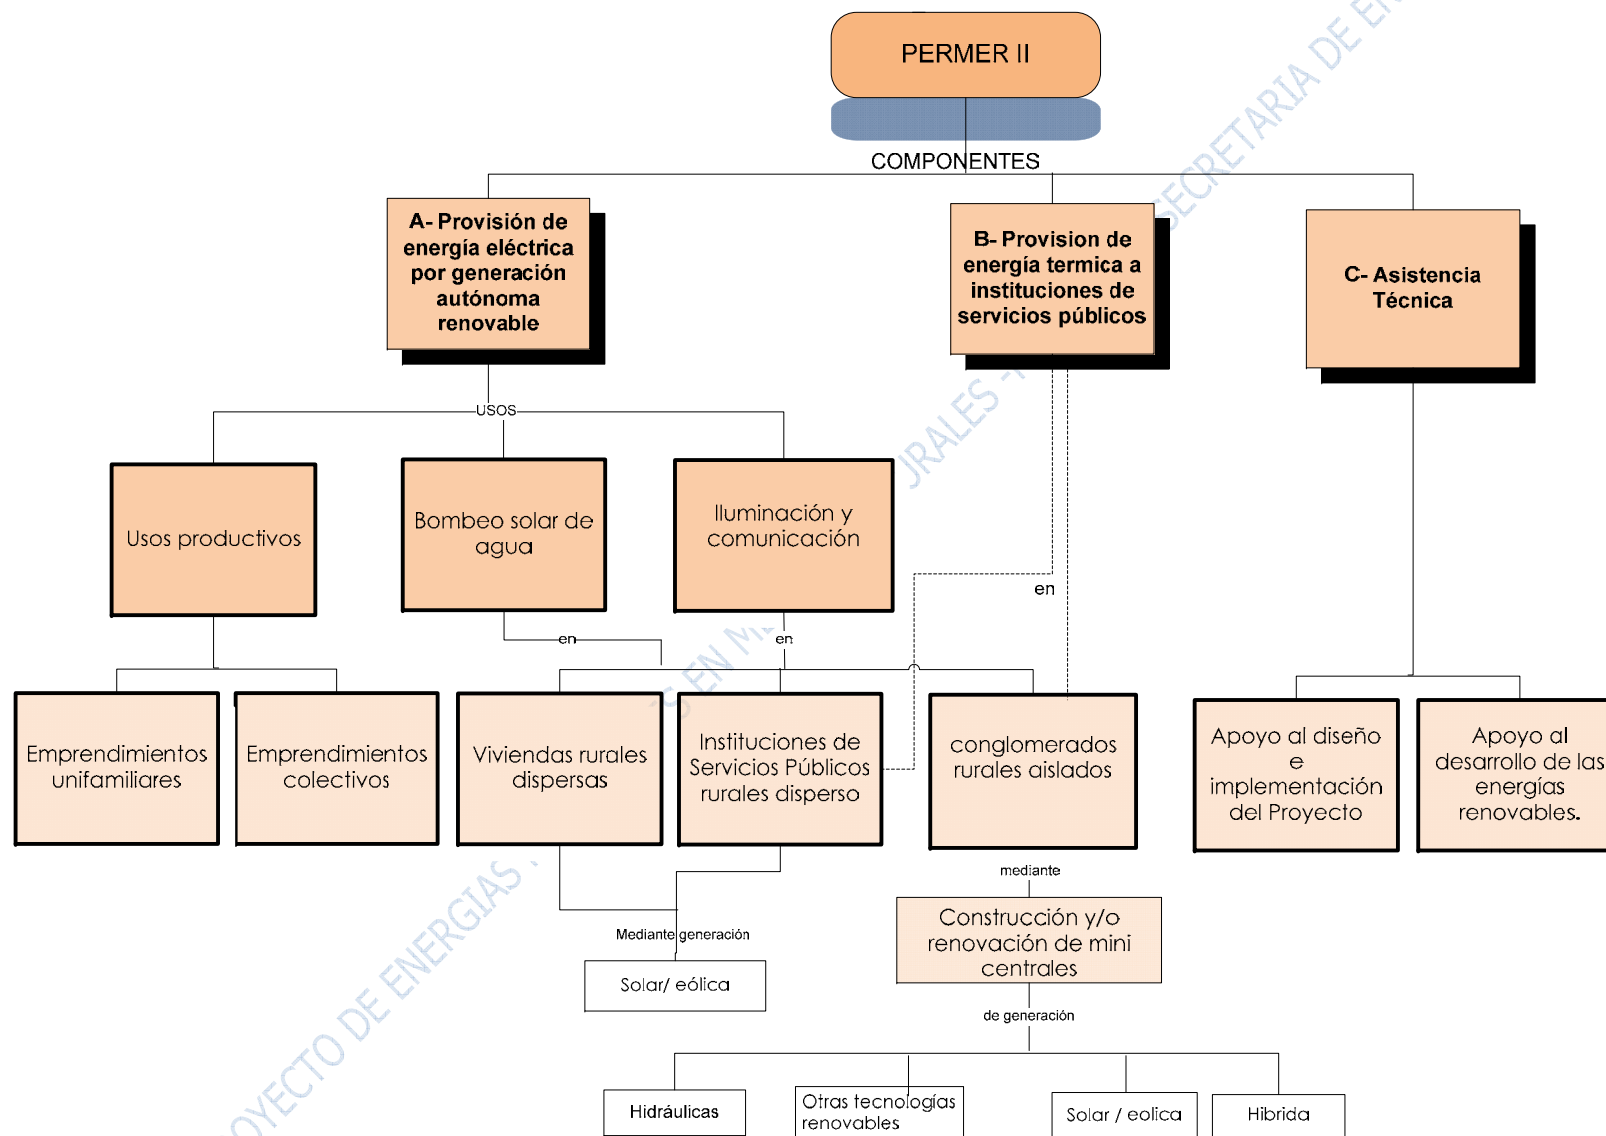 PERMER II
COMPONENTES
A- Provisión de
energía eléctrica
por generación
autónoma
renovable
B- Provision de
energía termica a
instituciones de
servicios públicos
C- Asistencia
Técnica
USOS
Usos productivos
Bombeo solar de
agua
Iluminación y
comunicación
en
en
en
Emprendimientos
unifamiliares
Emprendimientos
colectivos
Viviendas rurales
dispersas
Instituciones de
Servicios Públicos
rurales disperso
conglomerados
rurales aislados
Apoyo al diseño
e
implementación
del Proyecto
Apoyo al
desarrollo de las
energías
renovables.
Mediante generación
Solar/ eólica
mediante
Construcción y/o
renovación de mini
centrales
de generación
Hidráulicas
Otras tecnologías
renovables
Solar / eolica
Hibrida
OYECTO DE ENERGIAS
EN ME
JRALES -
SECRETARIA DE EN